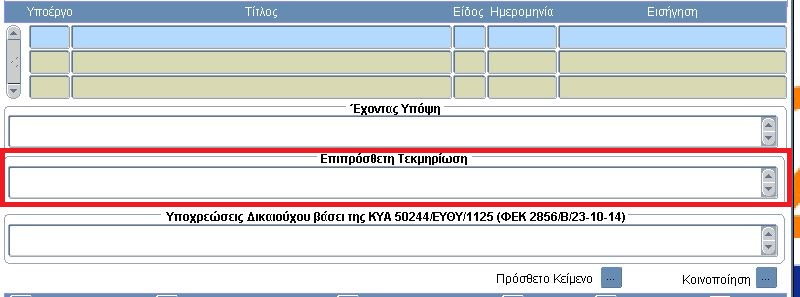 Υποέργο Τίτλος Είδος Ημερομηνία Εισήγηση
Έχοντας Υπόψη
Επιπρόσθετη Τεκμηρίωση
Υποχρεώσεις Δικαιούχου βάσει της ΚΥΑ 50244/ΕΥΘΥ/1125 (ΦΕΚ 2856/Β/23-10-14)
Πρόσθετο Κείμενο ... Κοινοποίηση ...